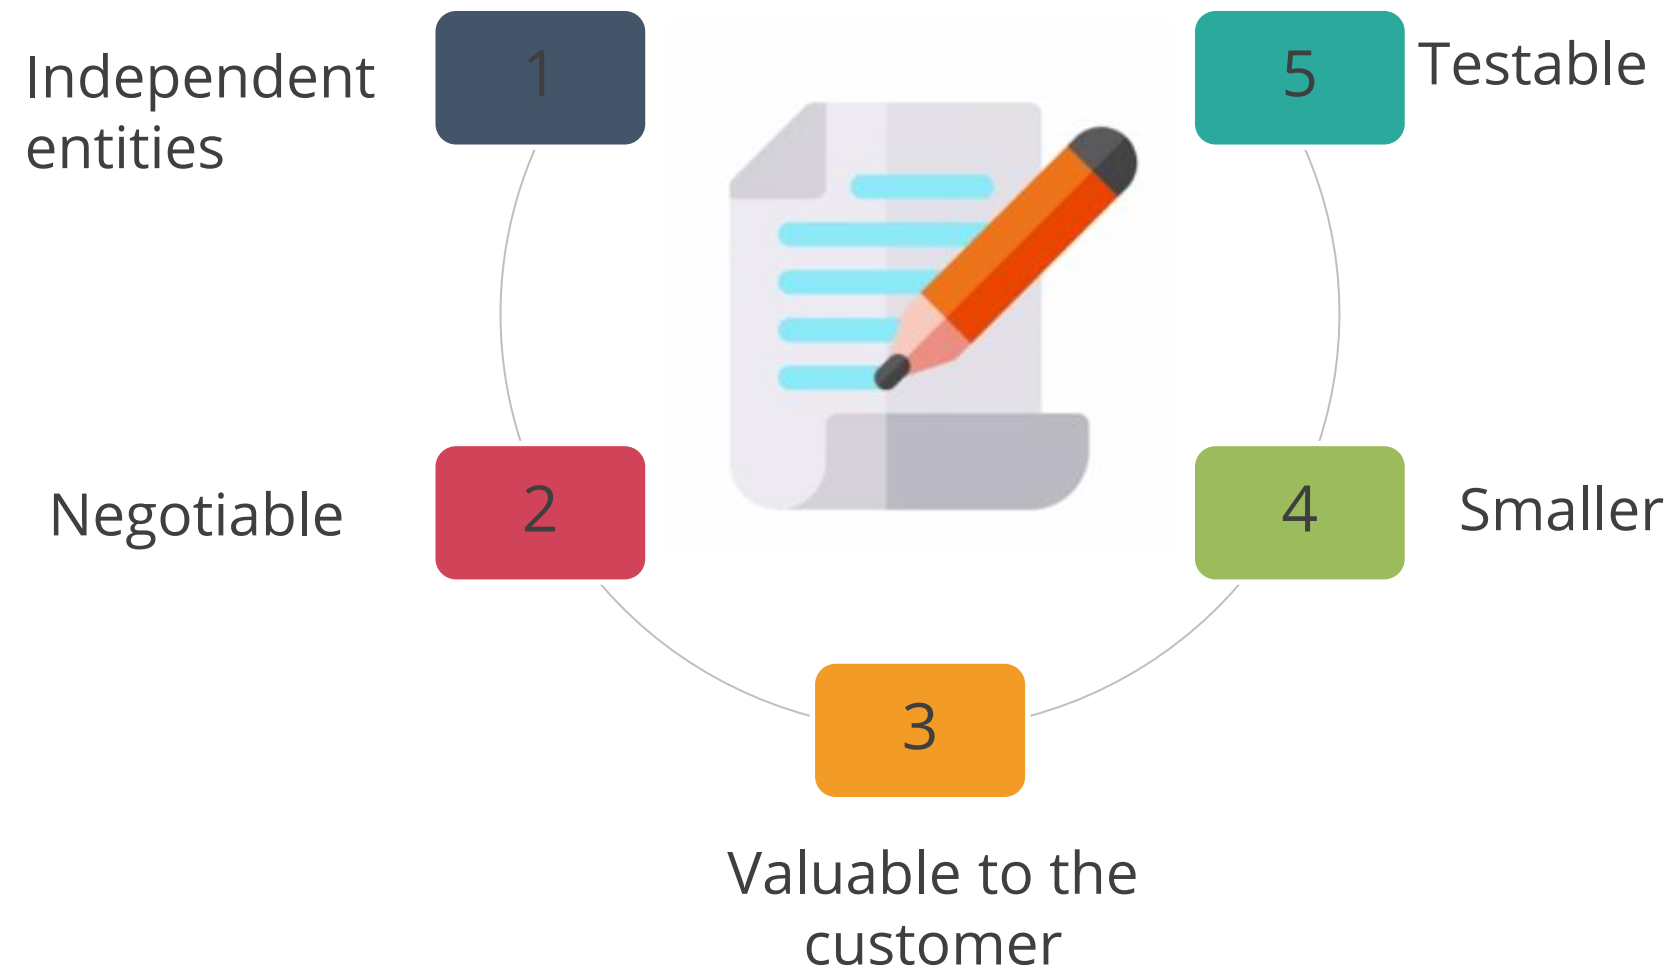 1
Independent
entities
2
Negotiable
3
Valuable to the
customer
4
Smaller
5
Testable